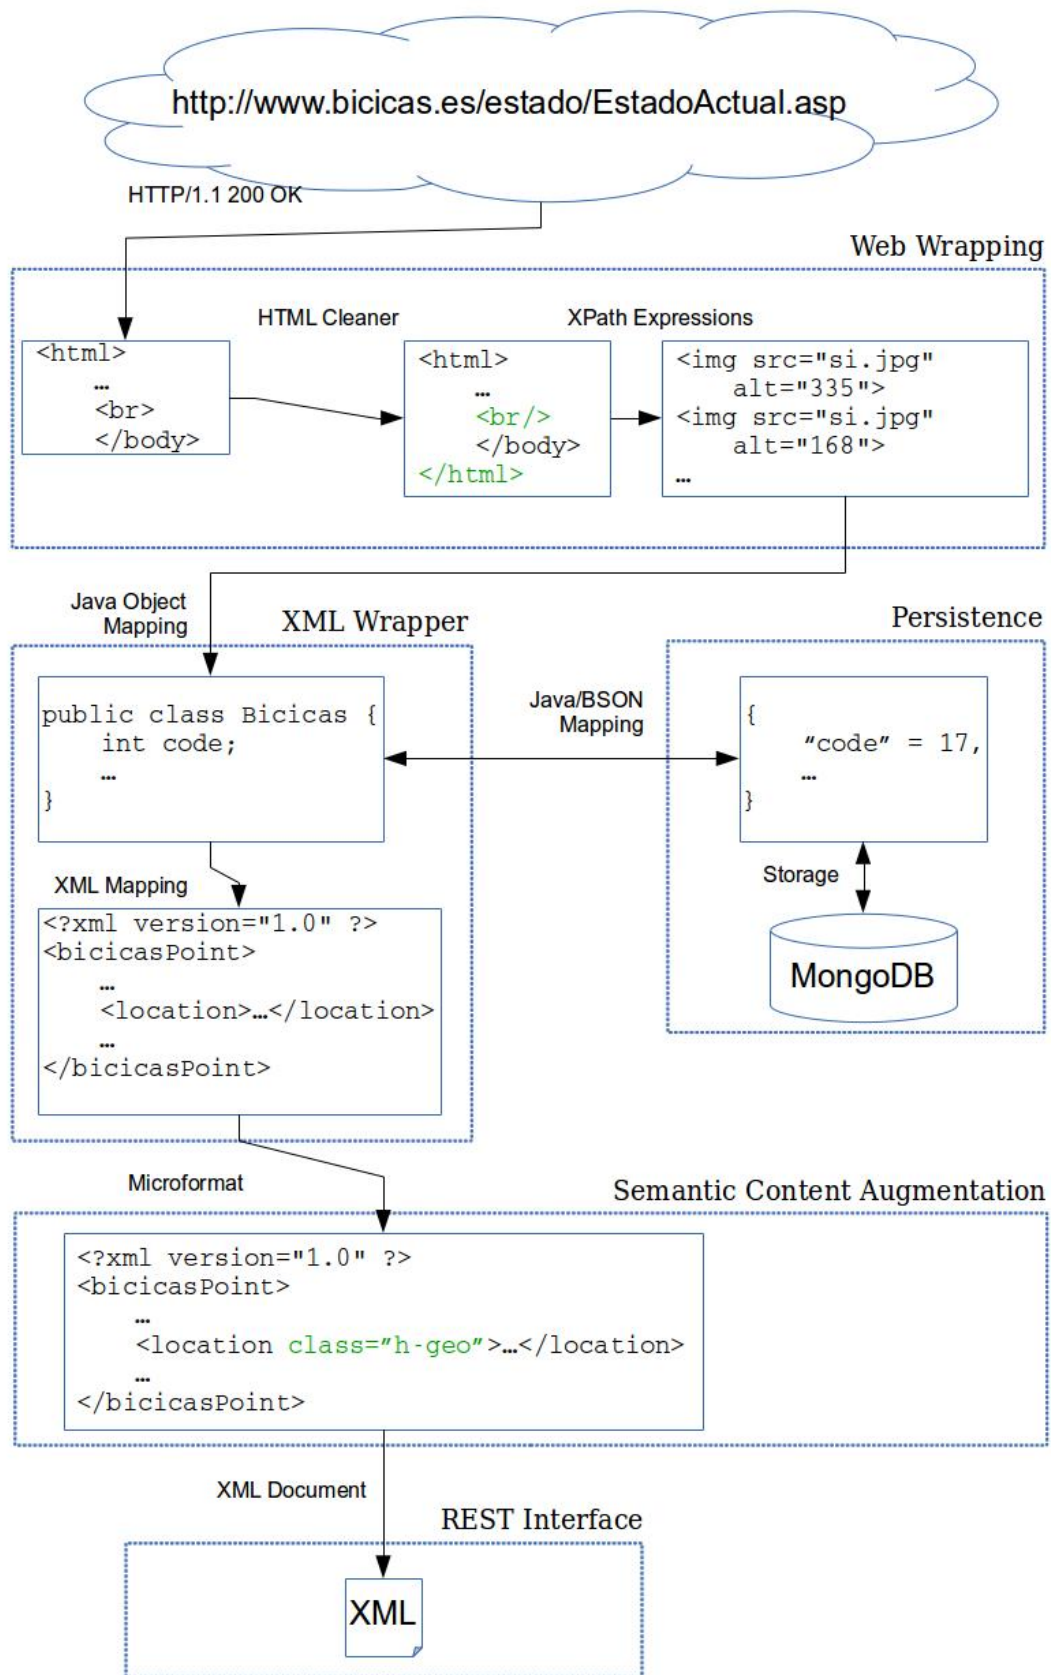 http://www.bicicas.es/estado/EstadoActual.asp
HTTP/1.1 200 OK
Web Wrapping
HTML Cleaner
XPath Expressions
<html>
…
<br>
</body>
<html>
…
<br/>
</body>
</html>
<img src="si.jpg"
alt="335">
<img src="si.jpg"
alt="168">
…
Java Object
Mapping
XML Wrapper
public class Bicicas {
int code;
…
}
Java/BSON
Mapping
Persistence
{
“code” = 17,
…
}
Storage
MongoDB
XML Mapping
<?xml version="1.0" ?>
<bicicasPoint>
…
<location>…</location>
…
</bicicasPoint>
Microformat
Semantic Content Augmentation
<?xml version="1.0" ?>
<bicicasPoint>
…
<location class=“h-geo”>…</location>
…
</bicicasPoint>
XML Document
REST Interface
XML